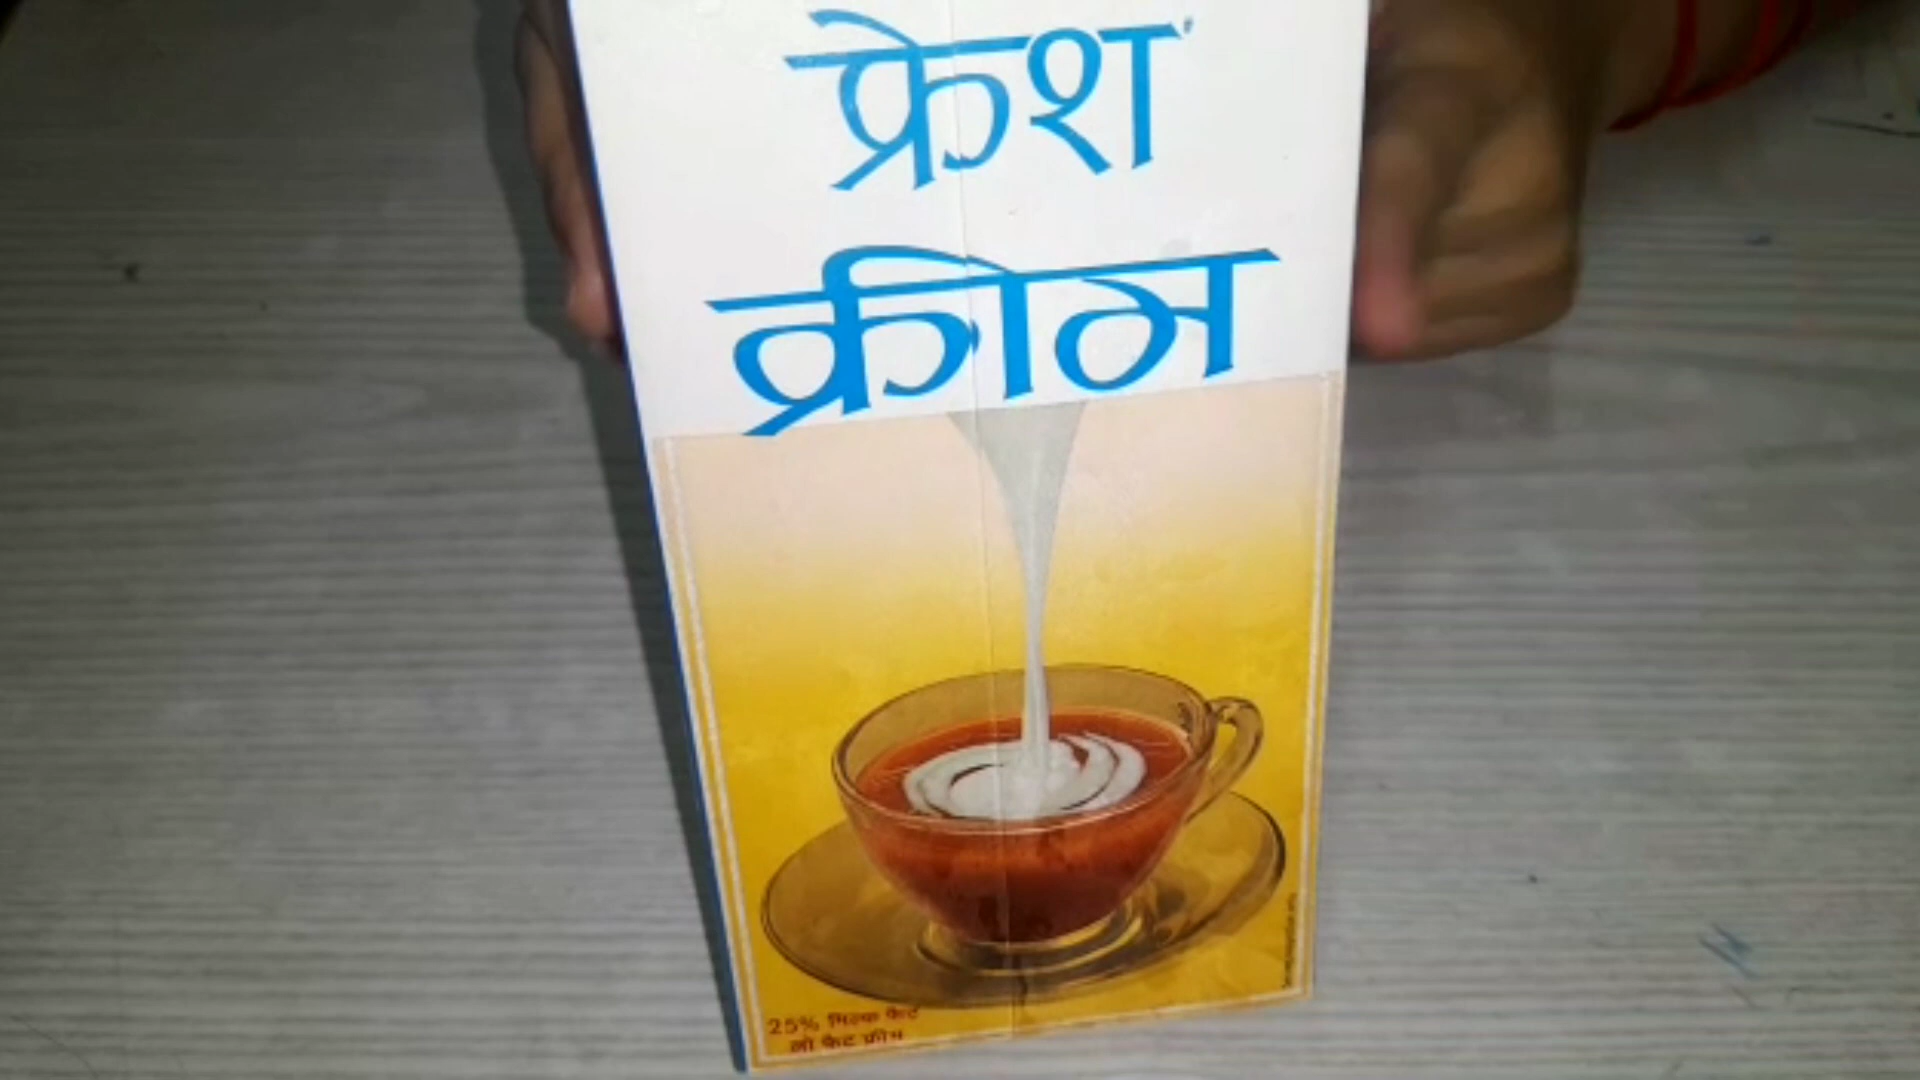 फ्रेश
क्रीम
25% मिल्क फैट
लो फैट क्रीम